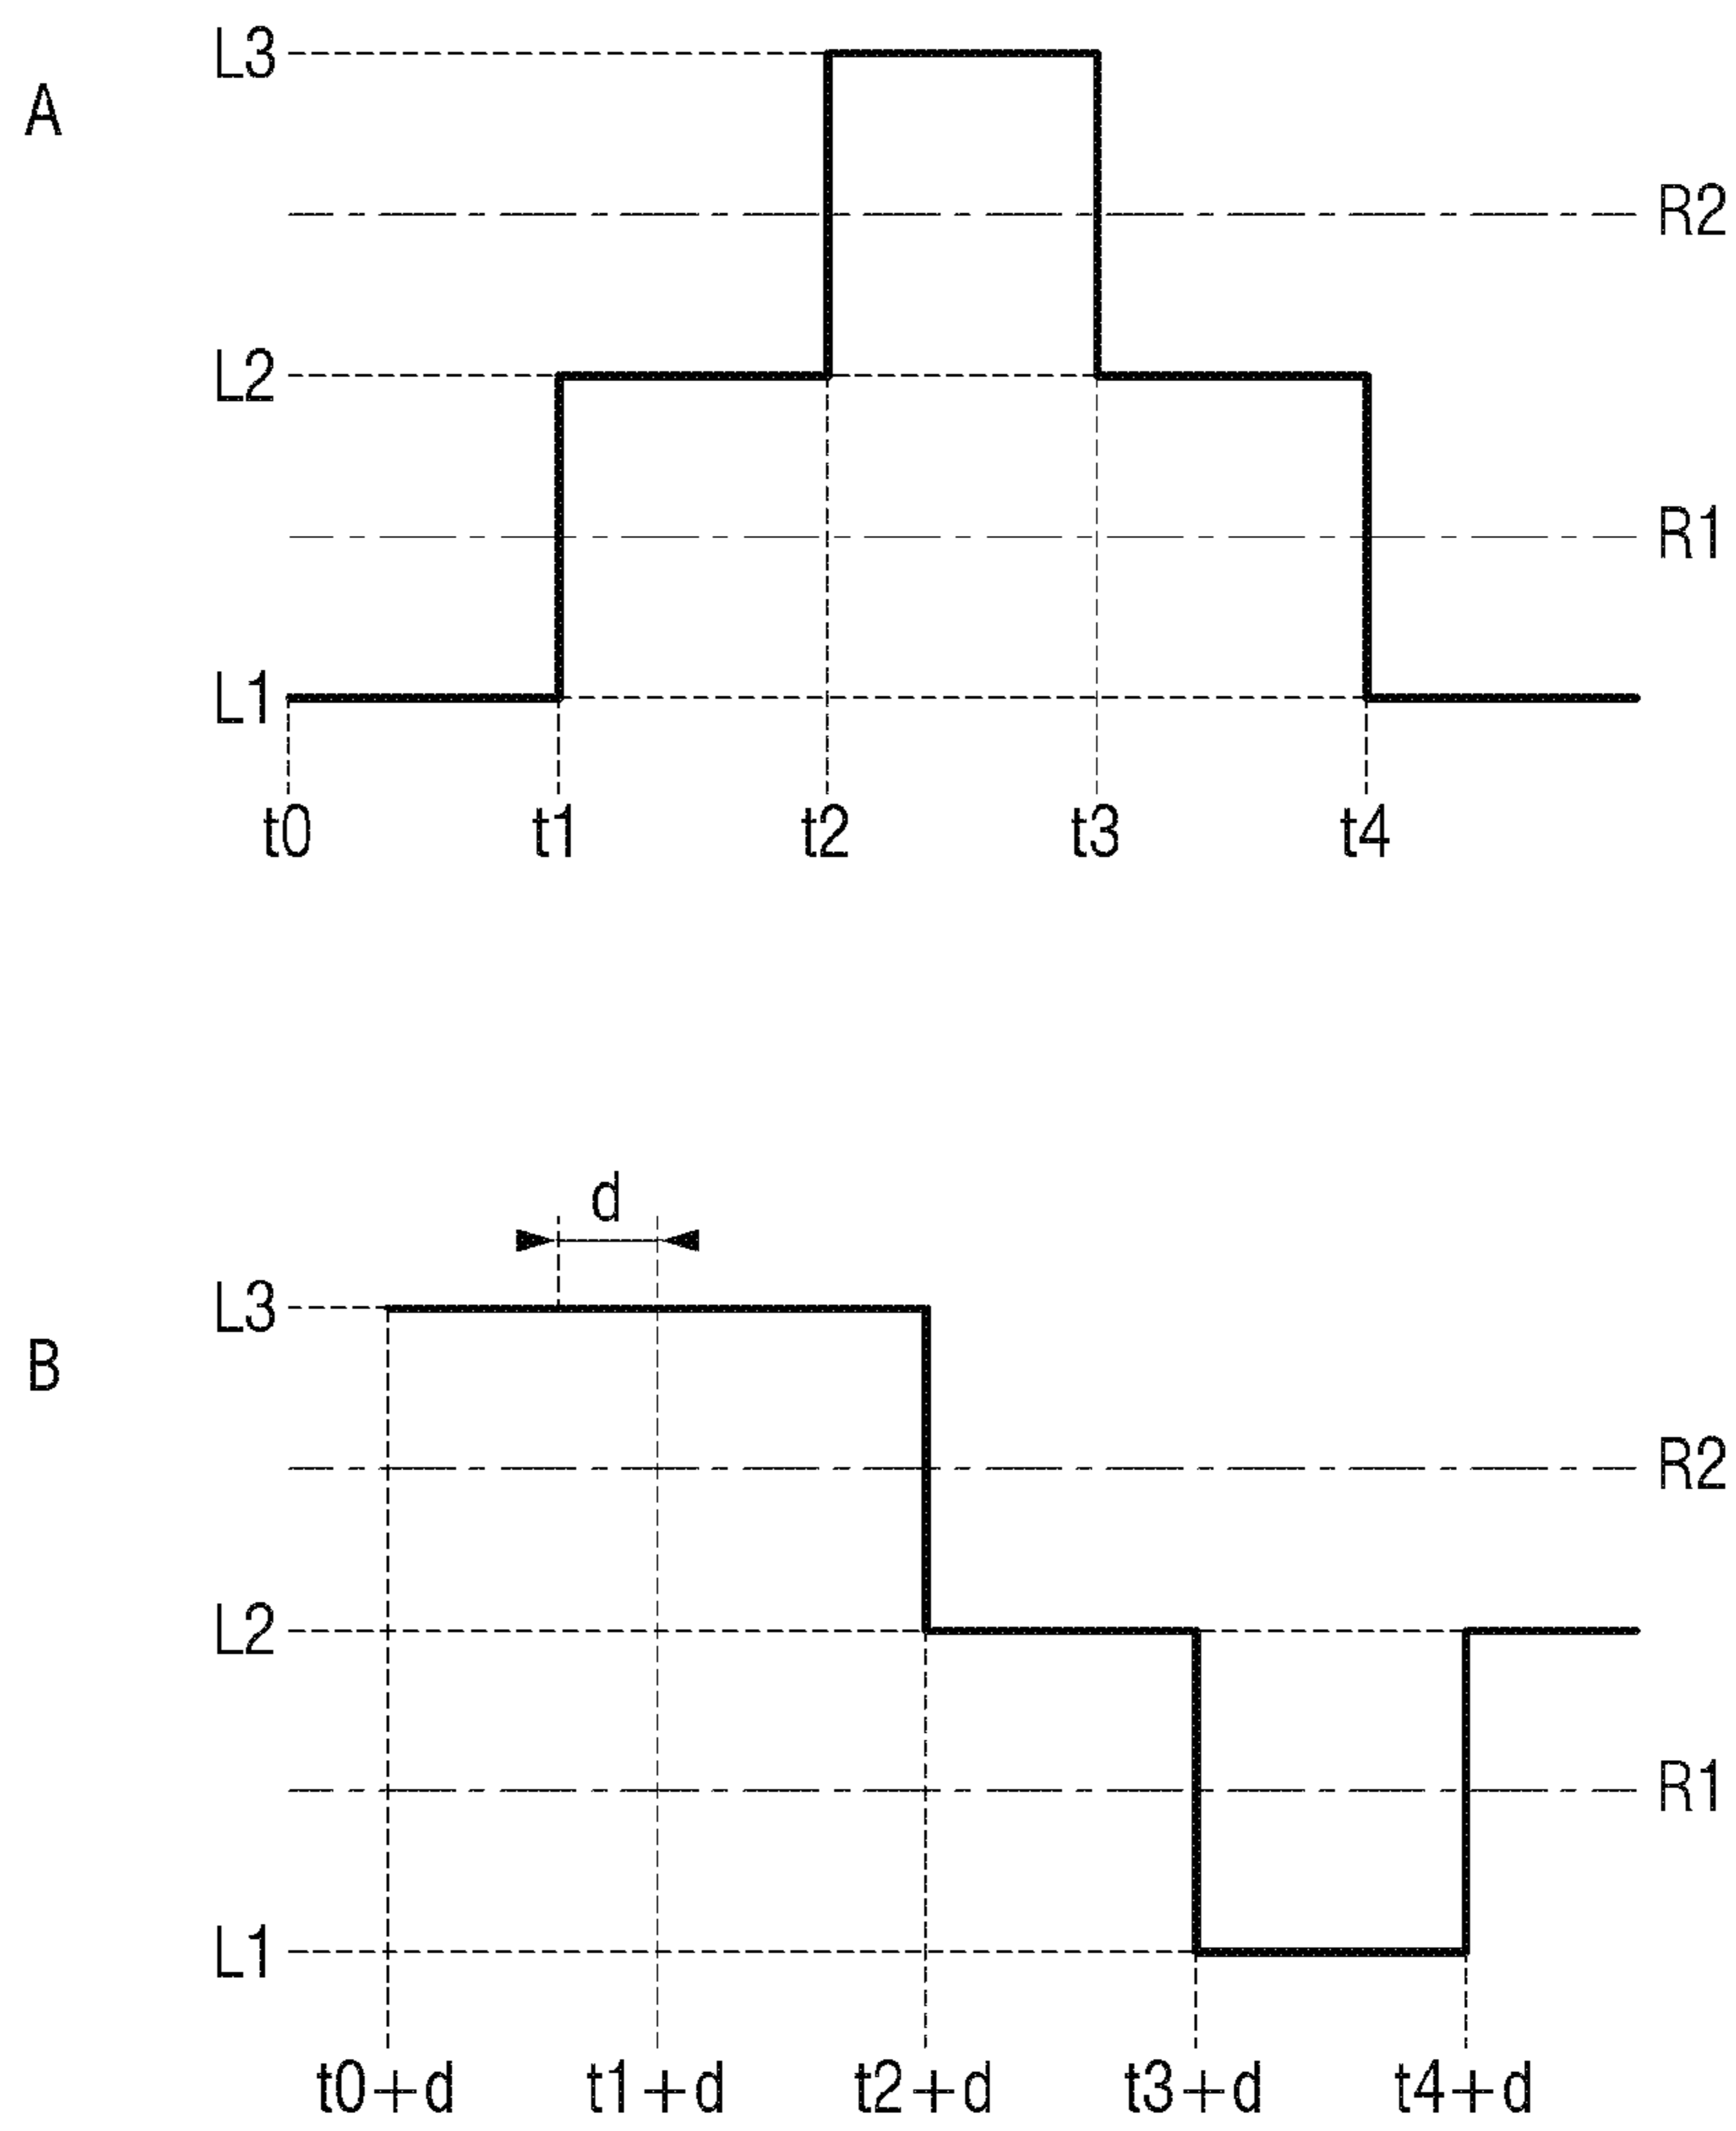 L3
A
R2
L2
R1
L1
t0 t1 t2 t3 t4
d
L3
B
R2
L2
R1
L1
t0+d t1+d t2+d t3+d t4+d